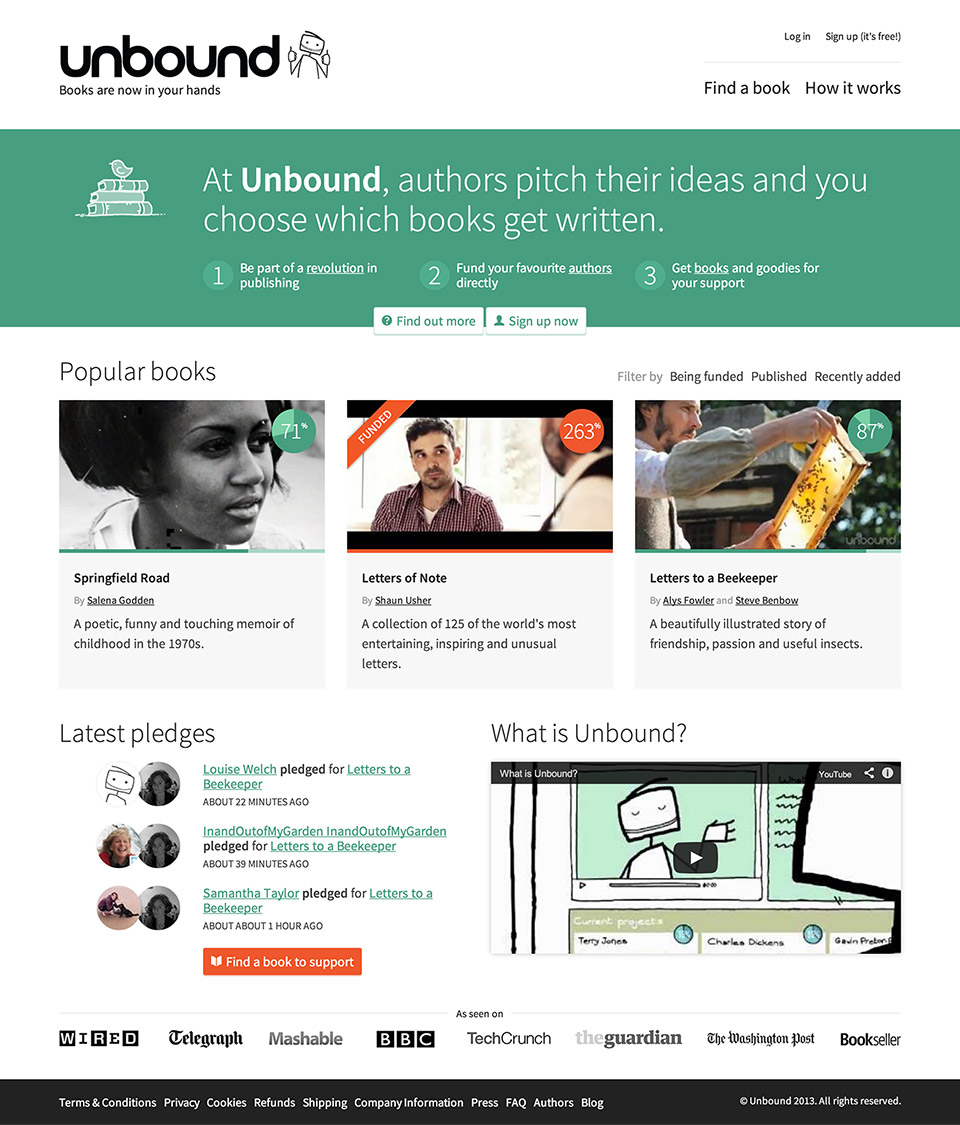 unbound
Books are now in your hands
Log in Sign up (it's free!)
Find a book How it works
At Unbound, authors pitch their ideas and you
choose which books get written.
1 Be part of a revolution in
publishing
2 Fund your favourite authors
directly
3 Get books and goodies for
your support
Find out more Sign up now
Popular books
Filter by Being funded Published Recently added
71%
FUNDED
263%
87%
unbound
Springfield Road
By Salena Godden
A poetic, funny and touching memoir of
childhood in the 1970s.
Letters of Note
By Shaun Usher
A collection of 125 of the world's most
entertaining, inspiring and unusual
letters.
Letters to a Beekeeper
By Alys Fowler and Steve Benbow
A beautifully illustrated story of
friendship, passion and useful insects.
Latest pledges
Louise Welch pledged for Letters to a
Beekeeper
ABOUT 22 MINUTES AGO
InandOutofMyGarden InandOutofMyGarden
pledged for Letters to a Beekeeper
ABOUT 39 MINUTES AGO
Samantha Taylor pledged for Letters to a
Beekeeper
ABOUT ABOUT 1 HOUR AGO
Find a book to support
What is Unbound?
What is Unbound? YouTube
Current projects
Terry Jones
Charles Dickens
Gavin Pretor-
As seen on
WIRED
Telegraph
Mashable
BBC
TechCrunch
theguardian
The Washington Post
Bookseller
Terms & Conditions Privacy Cookies Refunds Shipping Company Information Press FAQ Authors Blog
© Unbound 2013. All rights reserved.